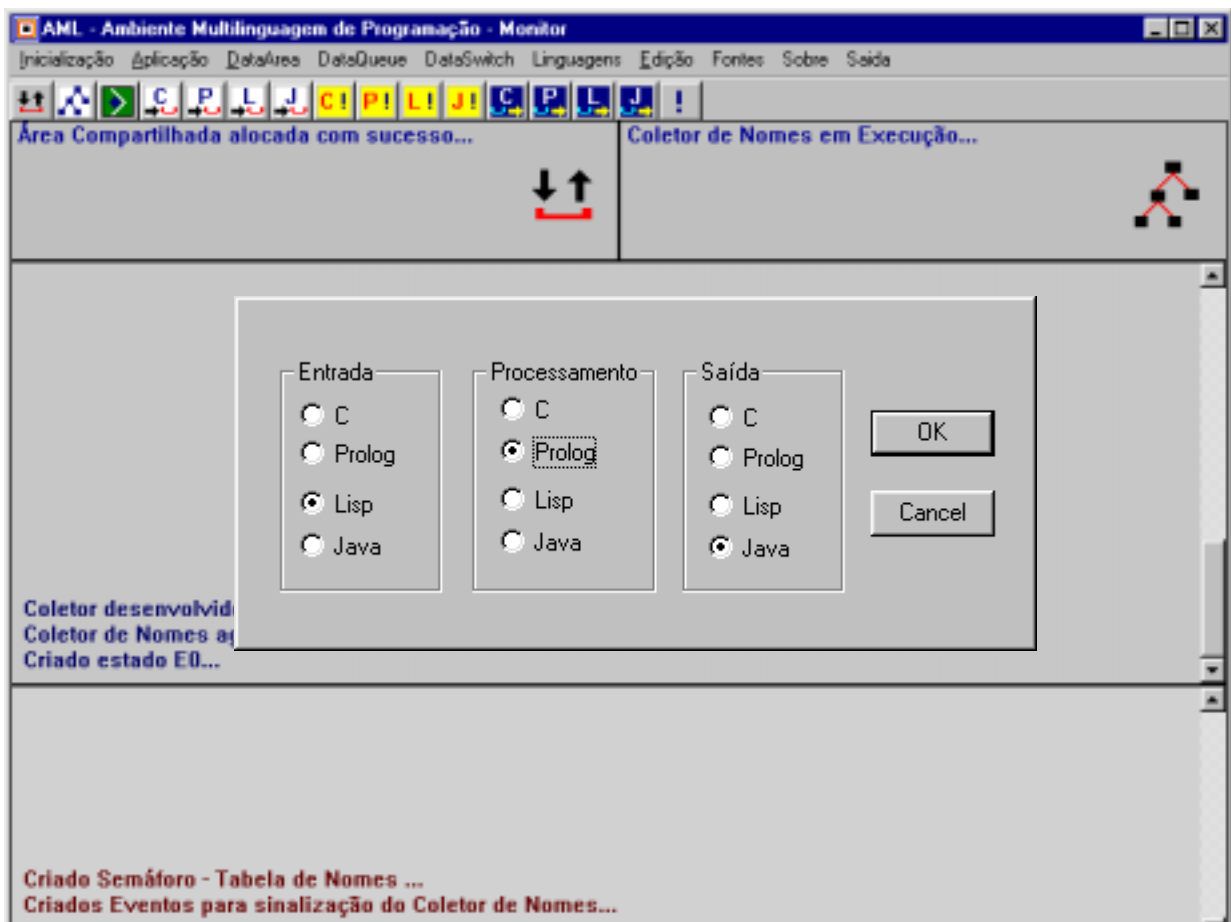 AML - Ambiente Multilinguagem de Programação - Monitor
Inicialização Aplicação DataArea DataQueue DataSwitch Linguagens Edição Fontes Sobre Saida
C P L J C! P! L! J! C P L J !
Área Compartilhada alocada com sucesso...
Coletor de Nomes em Execução...
Entrada
C
Prolog
Lisp
Java
Processamento
C
Prolog
Lisp
Java
Saída
C
Prolog
Lisp
Java
OK
Cancel
Coletor desenvolvid
Coletor de Nomes ag
Criado estado E0...
Criado Semáforo - Tabela de Nomes ...
Criados Eventos para sinalização do Coletor de Nomes...